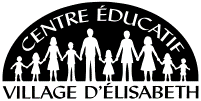 CENTRE ÉDUCATIF
VILLAGE D'ÉLISABETH